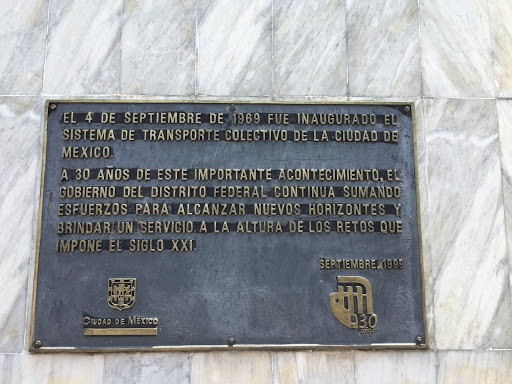 EL 4 DE SEPTIEMBRE DE 1969 FUE INAUGURADO EL
SISTEMA DE TRANSPORTE COLECTIVO DE LA CIUDAD DE
MEXICO.
A 30 AÑOS DE ESTE IMPORTANTE ACONTECIMIENTO, EL
GOBIERNO DEL DISTRITO FEDERAL CONTINUA SUMANDO
ESFUERZOS PARA ALCANZAR NUEVOS HORIZONTES Y
BRINDAR UN SERVICIO A LA ALTURA DE LOS RETOS QUE
IMPONE EL SIGLO XXI.
SEPTIEMBRE, 1999
CIUDAD DE MÉXICO
30